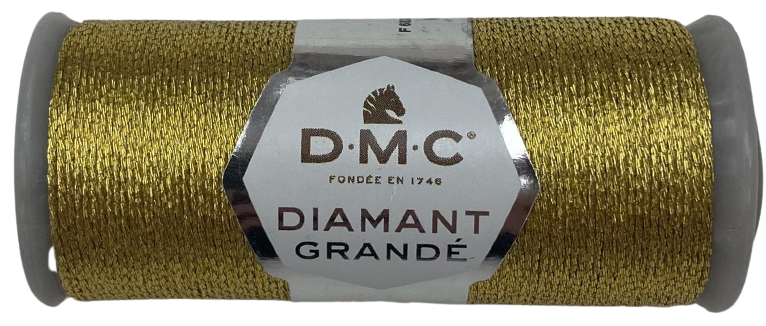 D·M·C®
FONDÉE EN 1746
DIAMANT
GRANDÉ